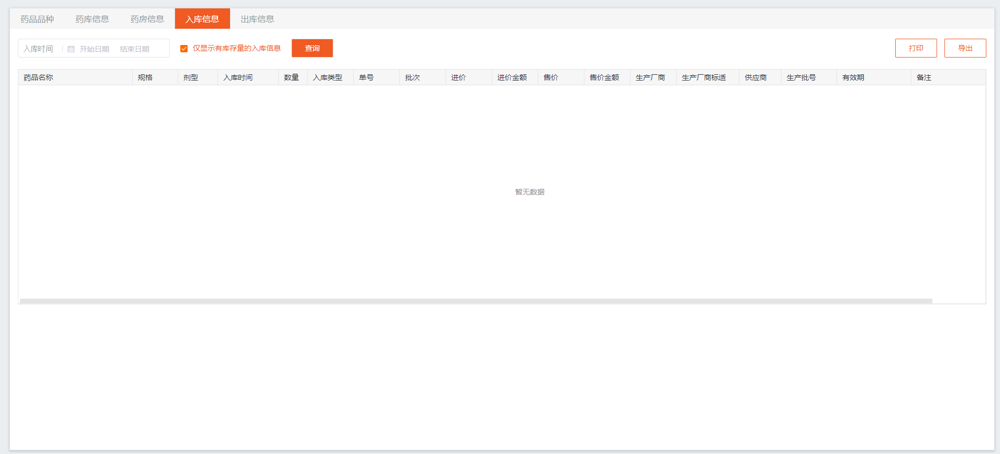 药品品种 药库信息 药房信息 入库信息 出库信息
入库时间 开始日期 结束日期 仅显示有库存量的入库信息 查询 打印 导出
药品名称 规格 剂型 入库时间 数量 入库类型 单号 批次 进价 进价金额 售价 售价金额 生产厂商 生产厂商标适 供应商 生产批号 有效期 备注
暂无数据